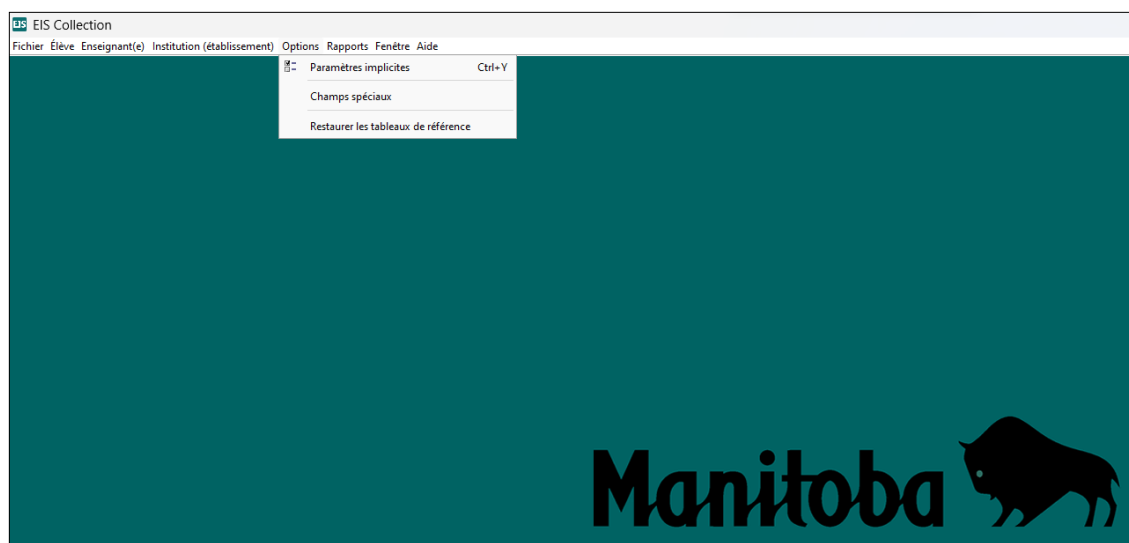 EIS EIS Collection
Fichier Élève Enseignant(e) Institution (établissement) Options Rapports Fenêtre Aide
Paramètres implicites Ctrl+Y
Champs spéciaux
Restaurer les tableaux de référence
Manitoba